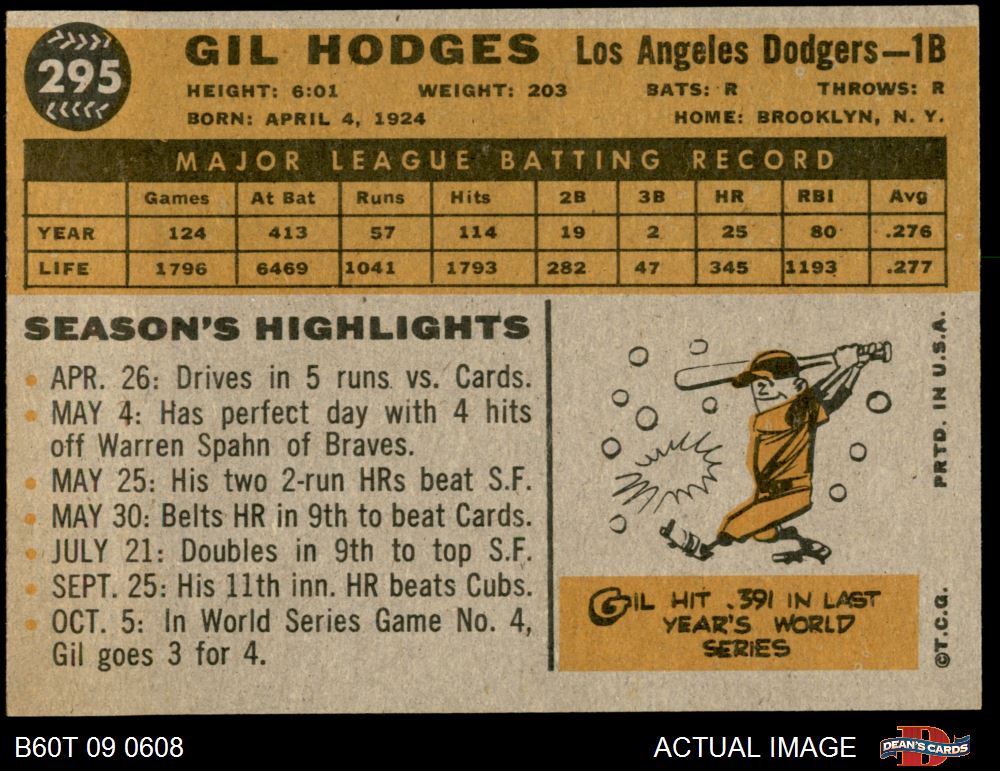 295
GIL HODGES Los Angeles Dodgers—1B
HEIGHT: 6:01 WEIGHT: 203 BATS: R THROWS: R
BORN: APRIL 4, 1924 HOME: BROOKLYN, N. Y.
MAJOR LEAGUE BATTING RECORD
Games At Bat Runs Hits 2B 3B HR RBI Avg
YEAR 124 413 57 114 19 2 25 80 .276
LIFE 1796 6469 1041 1793 282 47 345 1193 .277
SEASON'S HIGHLIGHTS
• APR. 26: Drives in 5 runs vs. Cards.
• MAY 4: Has perfect day with 4 hits
off Warren Spahn of Braves.
• MAY 25: His two 2-run HRs beat S.F.
• MAY 30: Belts HR in 9th to beat Cards.
• JULY 21: Doubles in 9th to top S.F.
• SEPT. 25: His 11th inn. HR beats Cubs.
• OCT. 5: In World Series Game No. 4,
Gil goes 3 for 4.
GIL HIT .391 IN LAST
YEAR'S WORLD
SERIES
PRTD. IN U.S.A.
©T.C.G.
B60T 09 0608 ACTUAL IMAGE DEAN'S CARDS